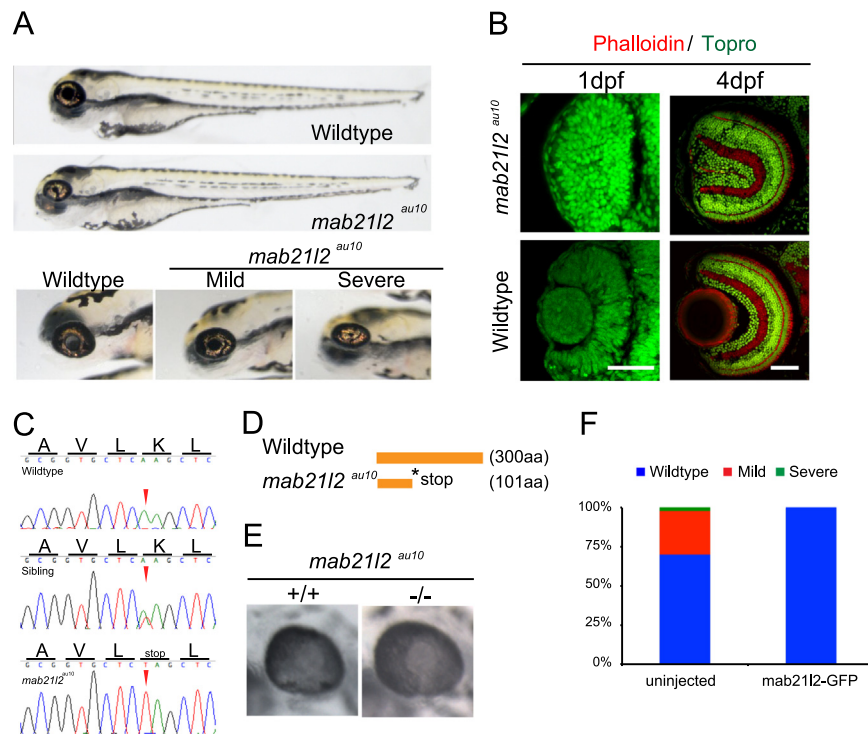 A
Wildtype
mab21l2 au10
mab21l2 au10
Wildtype Mild Severe
B
Phalloidin/ Topro
1dpf 4dpf
mab21l2 au10
Wildtype
C
A V L K L
G C G G T G C T C A A G C T C
Wildtype
A V L K L
G C G G T G C T C A A G C T C
Sibling
A V L stop L
G C G G T G C T C T A G C T C
mab21l2 au10
D
Wildtype (300aa)
mab21l2 au10 *stop (101aa)
E
mab21l2 au10
+/+ -/-
F
Wildtype Mild Severe
100%
75%
50%
25%
0%
uninjected mab21l2-GFP